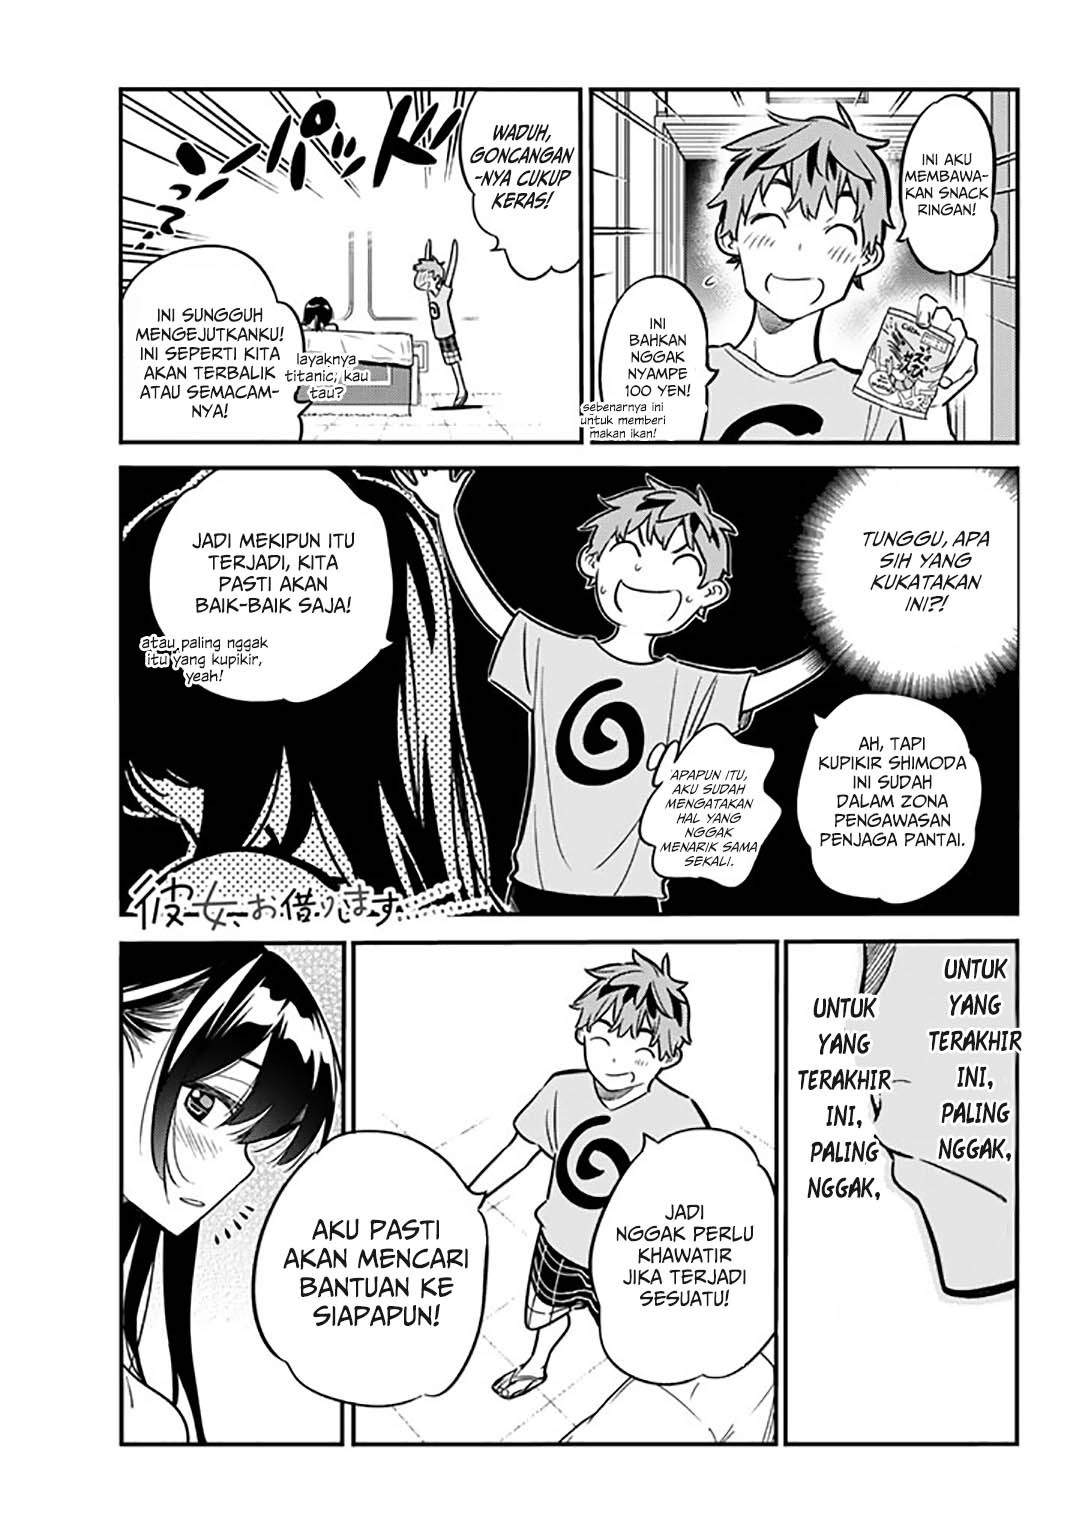 INI AKU
MEMBAWA-
KAN SNACK
RINGAN!
INI
BAHKAN
NGGAK
NYAMPE
100 YEN!
sebenarnya ini
untuk memberi
makan ikan!
WADUH,
GONCANGAN
-NYA CUKUP
KERAS!
INI SUNGGUH
MENGEJUTKANKU!
INI SEPERTI KITA
AKAN TERBALIK
ATAU SEMACAM-
NYA!
layaknya
titanic, kau
tau?
TUNGGU, APA
SIH YANG
KUKATAKAN
INI?!
AH, TAPI
KUPIKIR SHIMODA
INI SUDAH
DALAM ZONA
PENGAWASAN
PENJAGA PANTAI.
'APAPUN ITU,
AKU SUDAH
MENGATAKAN
HAL YANG
NGGAK
MENARIK SAMA
SEKALI.
JADI MEKIPUN ITU
TERJADI, KITA
PASTI AKAN
BAIK-BAIK SAJA!
atau paling nggak
itu yang kupikir,
yeah!
彼女、お借りします
UNTUK
YANG
TERAKHIR
INI,
PALING
NGGAK,
UNTUK
YANG
TERAKHIR
INI,
PALING
NGGAK,
JADI
NGGAK PERLU
KHAWATIR
JIKA TERJADI
SESUATU!
AKU PASTI
AKAN MENCARI
BANTUAN KE
SIAPAPUN!